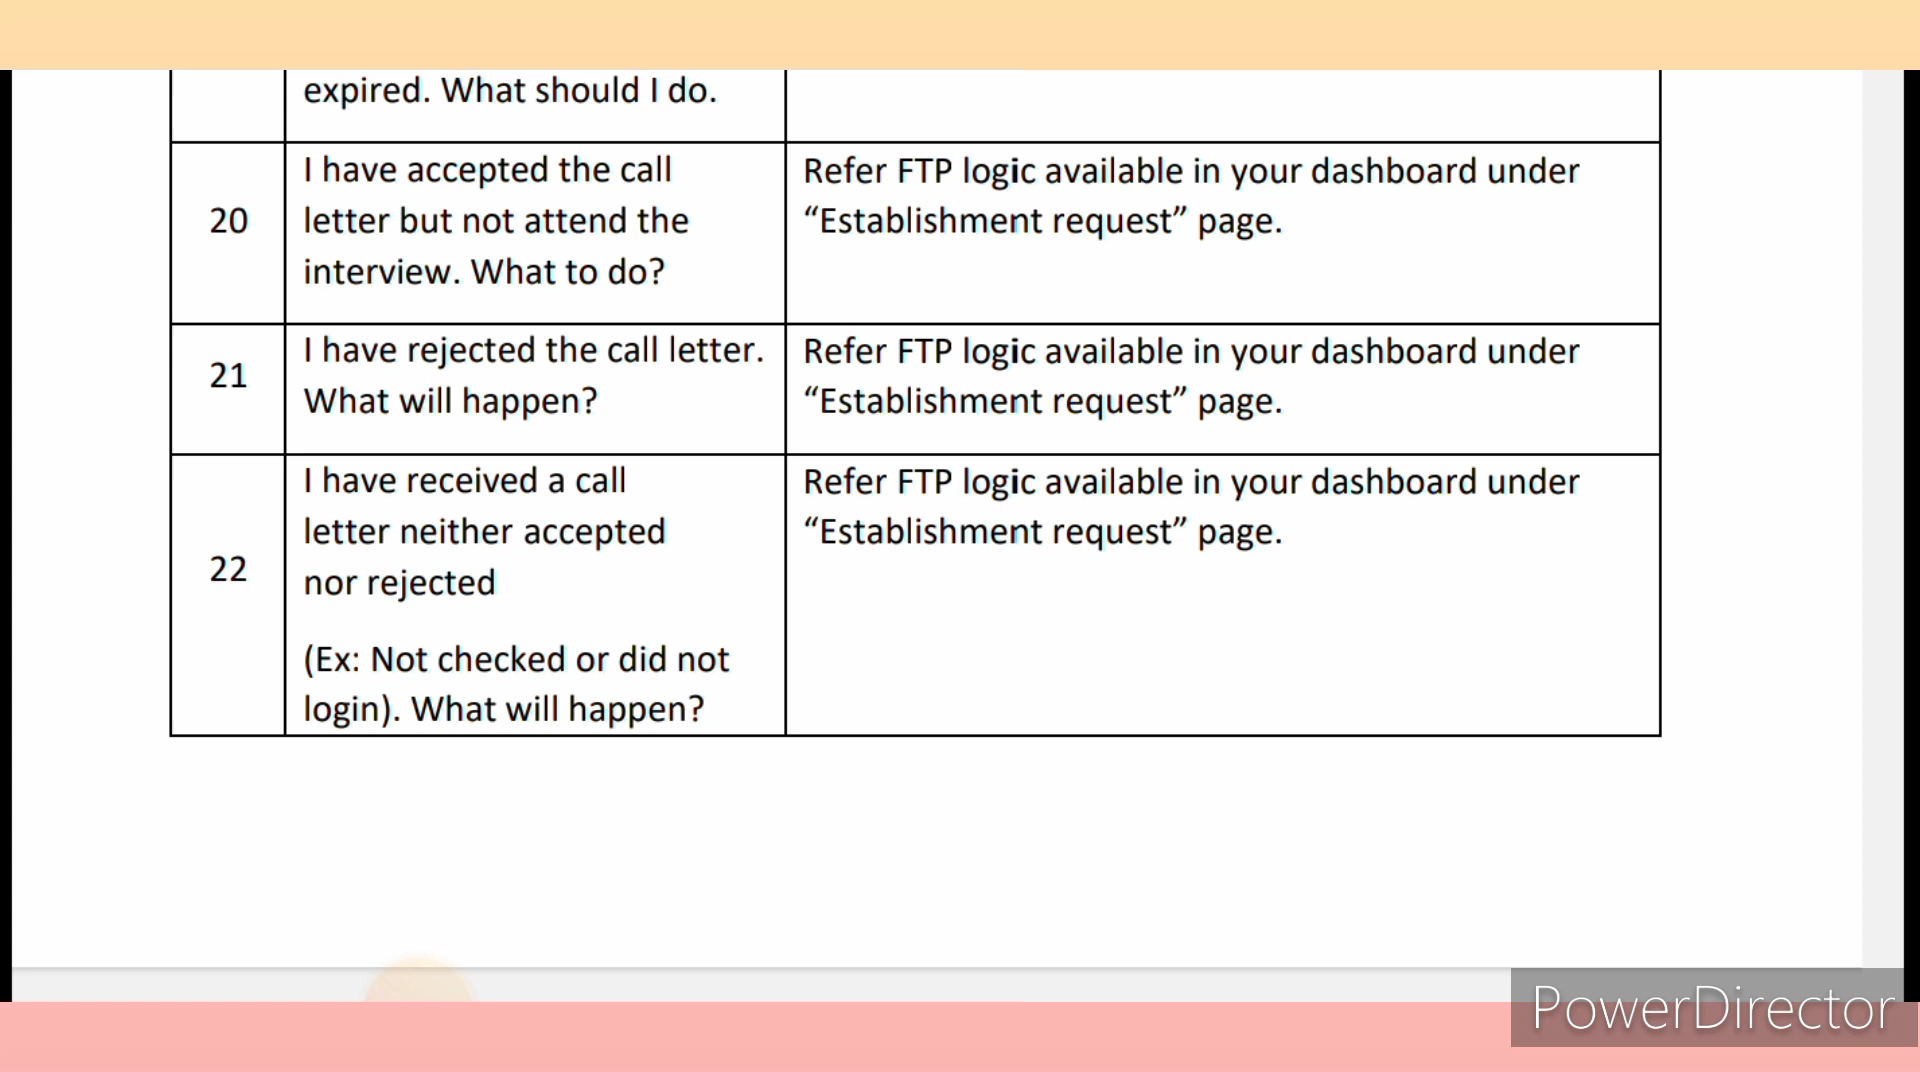 expired. What should I do.
20
I have accepted the call
letter but not attend the
interview. What to do?
Refer FTP logic available in your dashboard under
“Establishment request” page.
21
I have rejected the call letter.
What will happen?
Refer FTP logic available in your dashboard under
“Establishment request” page.
22
I have received a call
letter neither accepted
nor rejected
(Ex: Not checked or did not
login). What will happen?
Refer FTP logic available in your dashboard under
“Establishment request” page.
PowerDirector